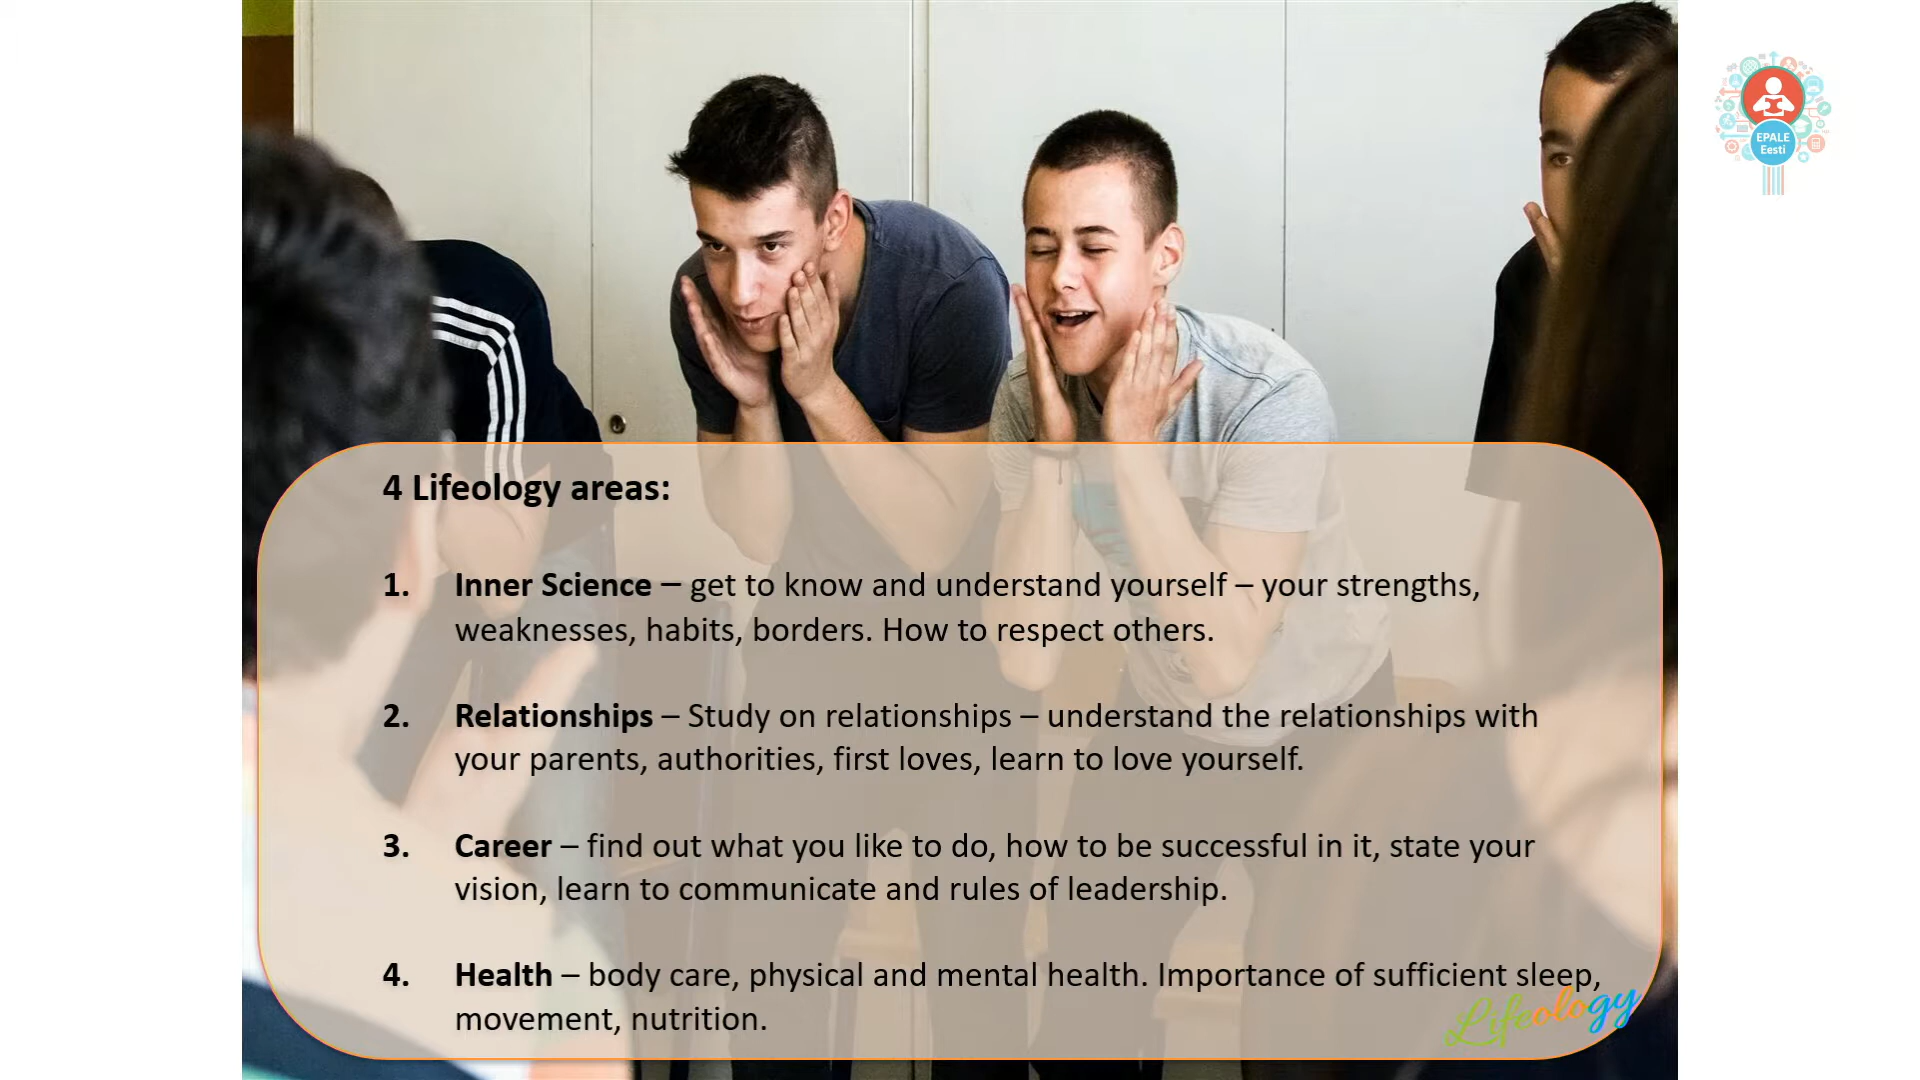 EPALE
Eesti
4 Lifeology areas:
1. Inner Science – get to know and understand yourself – your strengths,
weaknesses, habits, borders. How to respect others.
2. Relationships – Study on relationships – understand the relationships with
your parents, authorities, first loves, learn to love yourself.
3. Career – find out what you like to do, how to be successful in it, state your
vision, learn to communicate and rules of leadership.
4. Health – body care, physical and mental health. Importance of sufficient sleep,
movement, nutrition.
Lifeology